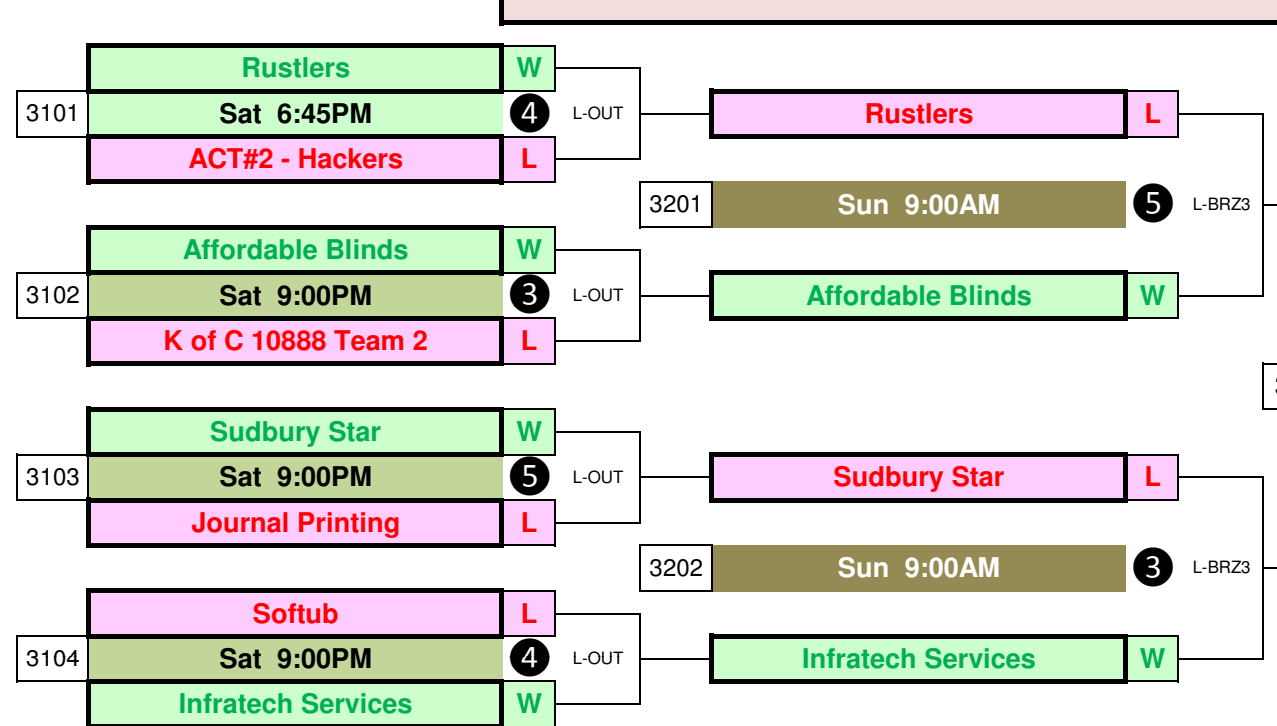 Rustlers W
3101 Sat 6:45PM 4 L-OUT
ACT#2 - Hackers L
Rustlers L
3201 Sun 9:00AM 5 L-BRZ3
Affordable Blinds W
3102 Sat 9:00PM 3 L-OUT
K of C 10888 Team 2 L
Affordable Blinds W
Sudbury Star W
3103 Sat 9:00PM 5 L-OUT
Journal Printing L
Sudbury Star L
3202 Sun 9:00AM 3 L-BRZ3
Softub L
3104 Sat 9:00PM 4 L-OUT
Infratech Services W
Infratech Services W